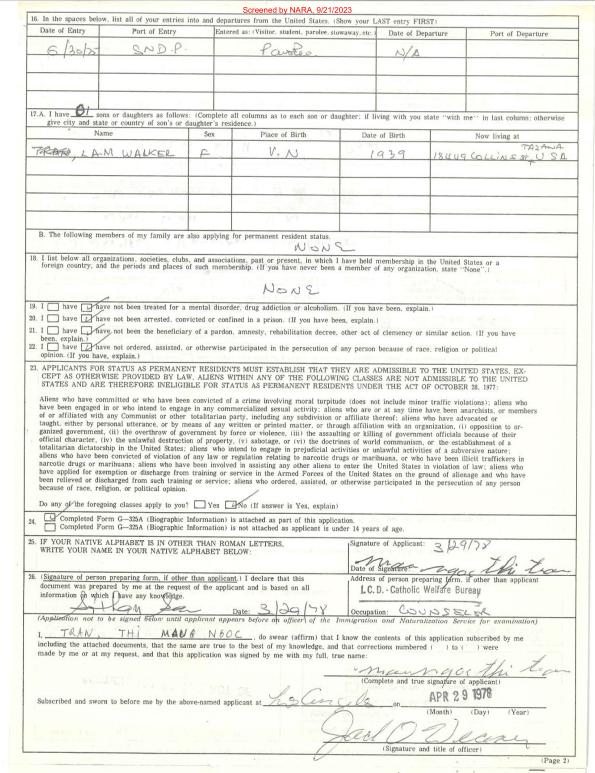 Screened by NARA, 9/21/2023
16. In the spaces below, list all of your entries into and departures from the United States. (Show your LAST entry FIRST)
Date of Entry Port of Entry Entered as: (Visitor, student, parolee, stowaway, etc.) Date of Departure Port of Departure
6/30/75 SND.P. Parolee N/A
17.A. I have 01 sons or daughters as follows: (Complete all columns as to each son or daughter; if living with you state "with me" in last column; otherwise
give city and state or country of son's or daughter's residence.)
Name Sex Place of Birth Date of Birth Now living at
LAM WALKER F V.N 1939 18449 COLLINS ST, TAZANA USA
B. The following members of my family are also applying for permanent resident status.
NONE
18. I list below all organizations, societies, clubs, and associations, past or present, in which I have held membership in the United States or a
foreign country, and the periods and places of such membership. (If you have never been a member of any organization, state "None".)
NONE
19. I have have not been treated for a mental disorder, drug addiction or alcoholism. (If you have been, explain.)
20. I have have not been arrested, convicted or confined in a prison. (If you have been, explain.)
21. I have have not been the beneficiary of a pardon, amnesty, rehabilitation decree, other act of clemency or similar action. (If you have
been, explain.)
22. I have have not ordered, assisted, or otherwise participated in the persecution of any person because of race, religion or political
opinion. (If you have, explain.)
23. APPLICANTS FOR STATUS AS PERMANENT RESIDENTS MUST ESTABLISH THAT THEY ARE ADMISSIBLE TO THE UNITED STATES, EX-
CEPT AS OTHERWISE PROVIDED BY LAW, ALIENS WITHIN ANY OF THE FOLLOWING CLASSES ARE NOT ADMISSIBLE TO THE UNITED
STATES AND ARE THEREFORE INELIGIBLE FOR STATUS AS PERMANENT RESIDENTS UNDER THE ACT OF OCTOBER 28, 1977:
Aliens who have committed or who have been convicted of a crime involving moral turpitude (does not include minor traffic violations); aliens who
have been engaged in or who intend to engage in any commercialized sexual activity; aliens who are or at any time have been anarchists, or members
of or affiliated with any Communist or other totalitarian party, including any subdivision or affiliate thereof; aliens who have advocated or
taught, either by personal utterance, or by means of any written or printed matter, or through affiliation with an organization, (i) opposition to or-
ganized government, (ii) the overthrow of government by force or violence, (iii) the assaulting or killing of government officials because of their
official character, (iv) the unlawful destruction of property, (v) sabotage, or (vi) the doctrines of world communism, or the establishment of a
totalitarian dictatorship in the United States; aliens who intend to engage in prejudicial activities or unlawful activities of a subversive nature;
aliens who have been convicted of violation of any law or regulation relating to narcotic drugs or marihuana, or who have been illicit traffickers in
narcotic drugs or marihuana; aliens who have been involved in assisting any other aliens to enter the United States in violation of law; aliens who
have applied for exemption or discharge from training or service in the Armed Forces of the United States on the ground of alienage and who have
been relieved or discharged from such training or service; aliens who ordered, assisted, or otherwise participated in the persecution of any person
because of race, religion, or political opinion.
Do any of the foregoing classes apply to you? Yes No (If answer is Yes, explain)
24. Completed Form G-325A (Biographic Information) is attached as part of this application.
Completed Form G-325A (Biographic Information) is not attached as applicant is under 14 years of age.
25. IF YOUR NATIVE ALPHABET IS IN OTHER THAN ROMAN LETTERS,
WRITE YOUR NAME IN YOUR NATIVE ALPHABET BELOW:
Signature of Applicant: 3/29/78
Date of Signature: ngoc thi tran
26. (Signature of person preparing form, if other than applicant.) I declare that this
document was prepared by me at the request of the applicant and is based on all
information on which I have any knowledge.
Date: 3/29/78
Address of person preparing form, if other than applicant
I.C.D. - Catholic Welfare Bureau
Occupation: COUNSELOR
(Application not to be signed below until applicant appears before an officer of the Immigration and Naturalization Service for examination)
I, TRAN, THI MAUA NGOC, do swear (affirm) that I know the contents of this application subscribed by me
including the attached documents, that the same are true to the best of my knowledge, and that corrections numbered ( ) to ( ) were
made by me or at my request, and that this application was signed by me with my full, true name:
ngoc thi tran
(Complete and true signature of applicant)
Subscribed and sworn to before me by the above-named applicant at Los Angeles on APR 29 1978
(Month) (Day) (Year)
Jack O
(Signature and title of officer)
(Page 2)